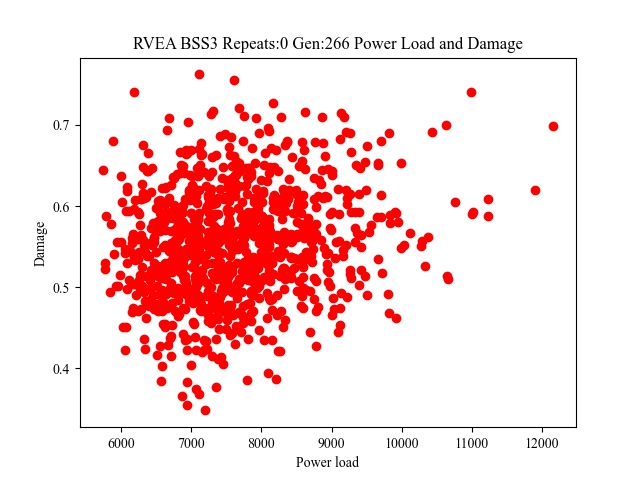 RVEA BSS3 Repeats:0 Gen:266 Power Load and Damage
0.7
0.6
0.5
0.4
Damage
6000 7000 8000 9000 10000 11000 12000
Power load